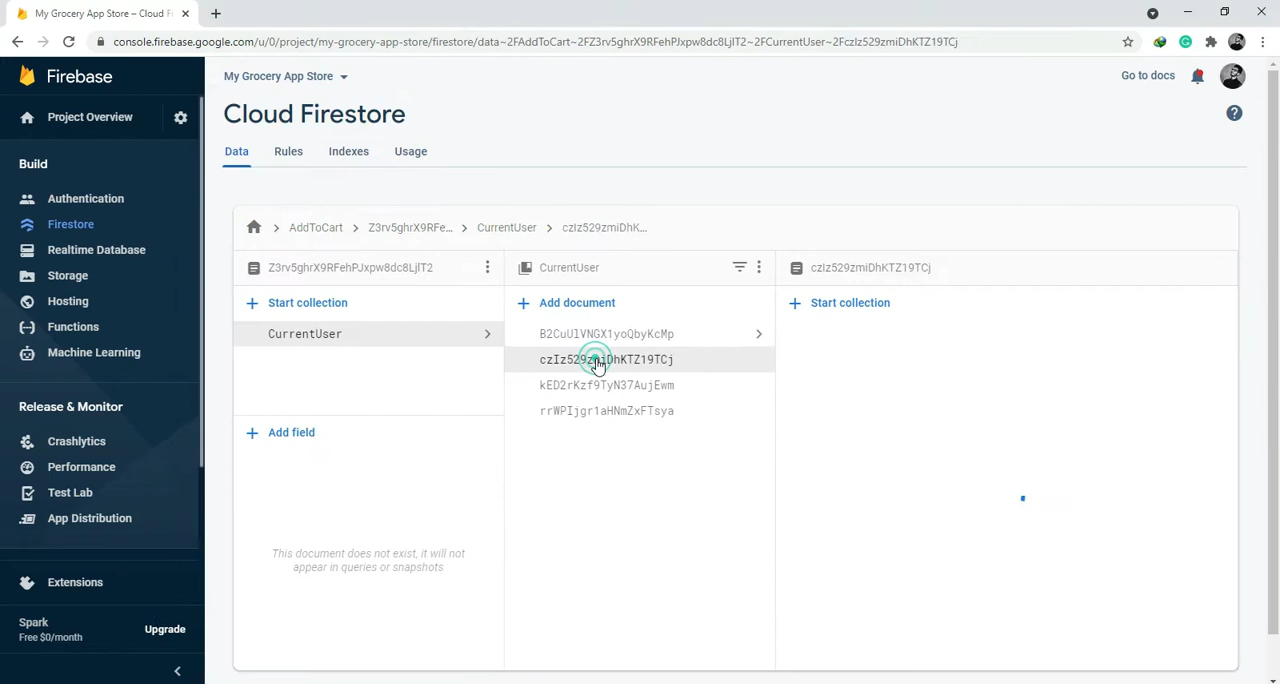 My Grocery App Store – Cloud Fi
console.firebase.google.com/u/0/project/my-grocery-app-store/firestore/data~2FAddToCart~2FZ3rv5ghrX9RFehPJxpw8dc8LjlT2~2FCurrentUser~2FczIz529zmiDhKTZ19TCj
Firebase
My Grocery App Store
Go to docs
Project Overview
Cloud Firestore
Build
Data Rules Indexes Usage
Authentication
Firestore
Realtime Database
Storage
Hosting
Functions
Machine Learning
Release & Monitor
Crashlytics
Performance
Test Lab
App Distribution
Extensions
Spark
Free $0/month
Upgrade
AddToCart > Z3rv5ghrX9RFe... > CurrentUser > czIz529zmiDhK...
Z3rv5ghrX9RFehPJxpw8dc8LjlT2
Start collection
CurrentUser
Add field
This document does not exist, it will not
appear in queries or snapshots
CurrentUser
Add document
B2CuUlVNGX1yoQbyKcMp
czIz529zmiDhKTZ19TCj
kED2rKzf9TyN37AujEwm
rrWPIjgr1aHNmZxFTsya
czIz529zmiDhKTZ19TCj
Start collection